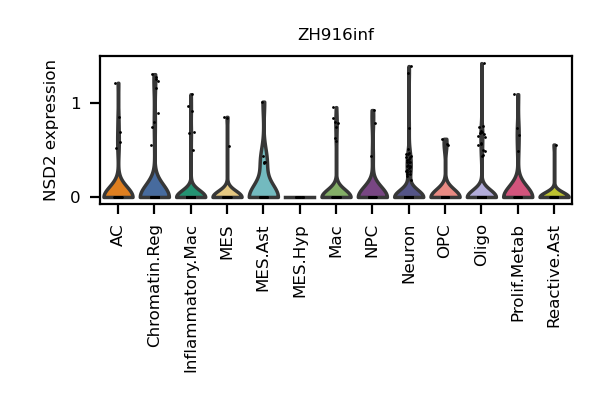 ZH916inf
NSD2 expression
1
0
AC
Chromatin.Reg
Inflammatory.Mac
MES
MES.Ast
MES.Hyp
Mac
NPC
Neuron
OPC
Oligo
Prolif.Metab
Reactive.Ast